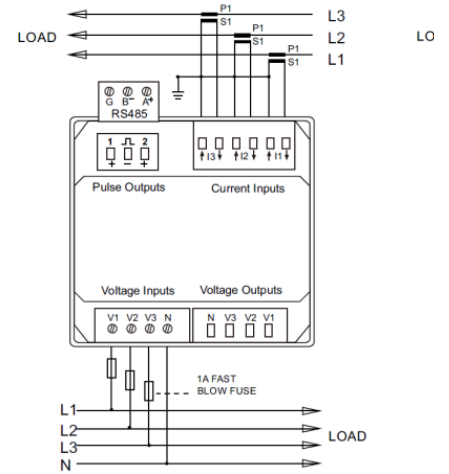 P1
L3
S1
LOAD
P1
L2
LO
S1
P1
L1
S1
G B- A+
RS485
1 2
+ - +
I3 I2 I1
Pulse Outputs
Current Inputs
Voltage Inputs
Voltage Outputs
V1 V2 V3 N
N V3 V2 V1
1A FAST
BLOW FUSE
L1
L2
LOAD
L3
N